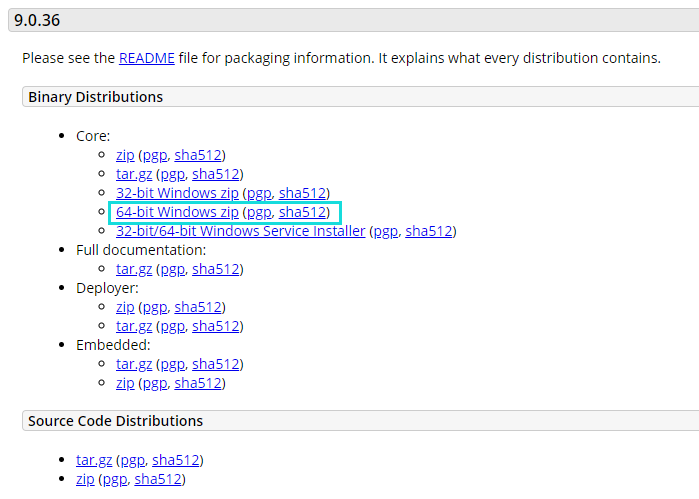 9.0.36
Please see the README file for packaging information. It explains what every distribution contains.
Binary Distributions
Core:
zip (pgp, sha512)
tar.gz (pgp, sha512)
32-bit Windows zip (pgp, sha512)
64-bit Windows zip (pgp, sha512)
32-bit/64-bit Windows Service Installer (pgp, sha512)
Full documentation:
tar.gz (pgp, sha512)
Deployer:
zip (pgp, sha512)
tar.gz (pgp, sha512)
Embedded:
tar.gz (pgp, sha512)
zip (pgp, sha512)
Source Code Distributions
tar.gz (pgp, sha512)
zip (pgp, sha512)